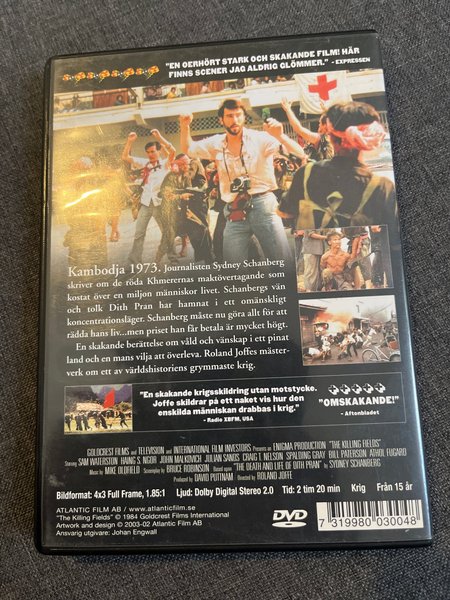 "EN OERHÖRT STARK OCH SKAKANDE FILM! HÄR
FINNS SCENER JAG ALDRIG GLÖMMER." - EXPRESSEN
Kambodja 1973. Journalisten Sydney Schanberg
skriver om de röda Khmerernas maktövertagande som
kostat över en miljon människor livet. Schanbergs vän
och tolk Dith Pran har hamnat i ett omänskligt
koncentrationsläger. Schanberg måste nu göra allt för att
rädda hans liv...men priset han får betala är mycket högt.
En skakande berättelse om våld och vänskap i ett pinat
land och en mans vilja att överleva. Roland Joffes mäster-
verk om ett av världshistoriens grymmaste krig.
"En skakande krigsskildring utan motstycke.
Joffe skildrar på ett naket vis hur den
enskilda människan drabbas i krig."
- Radio XBFM, USA
"OMSKAKANDE!"
- Aftonbladet
GOLDCREST FILMS AND TELEVISION and INTERNATIONAL FILM INVESTORS Presents an ENIGMA PRODUCTION "THE KILLING FIELDS"
Starring SAM WATERSTON, HAING S. NGOR, JOHN MALKOVICH, JULIAN SANDS, CRAIG T. NELSON, SPALDING GRAY, BILL PATERSON, ATHOL FUGARD
Music by MIKE OLDFIELD Screenplay by BRUCE ROBINSON Based upon "THE DEATH AND LIFE OF DITH PRAN" by SYDNEY SCHANBERG
Produced by DAVID PUTTNAM Directed by ROLAND JOFFE
Bildformat: 4x3 Full Frame, 1.85:1 Ljud: Dolby Digital Stereo 2.0 Tid: 2 tim 20 min Krig Från 15 år
ATLANTIC FILM AB / www.atlanticfilm.se
"The Killing Fields" © 1984 Goldcrest Films International
Artwork and design © 2003-02 Atlantic Film AB
Ansvarig utgivare: Johan Engwall
DVD
VIDEO
7 319980 030048